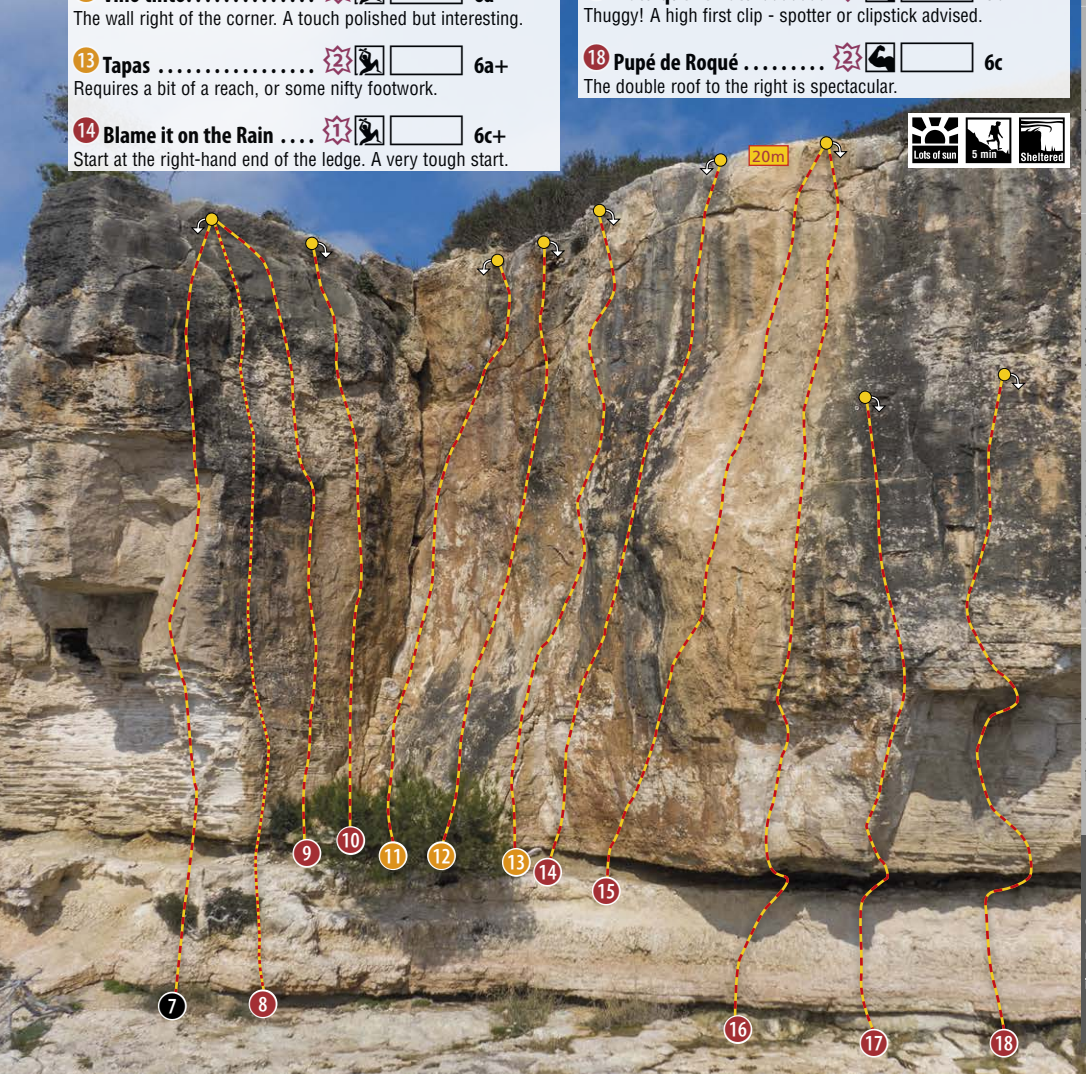 The wall right of the corner. A touch polished but interesting.
13 Tapas ................ 2 6a+
Requires a bit of a reach, or some nifty footwork.
14 Blame it on the Rain .... 1 6c+
Start at the right-hand end of the ledge. A very tough start.
Thuggy! A high first clip - spotter or clipstick advised.
18 Pupé de Roqué ......... 2 6c
The double roof to the right is spectacular.
Lots of sun
5 min
Sheltered
20m
7
8
9
10
11
12
13
14
15
16
17
18